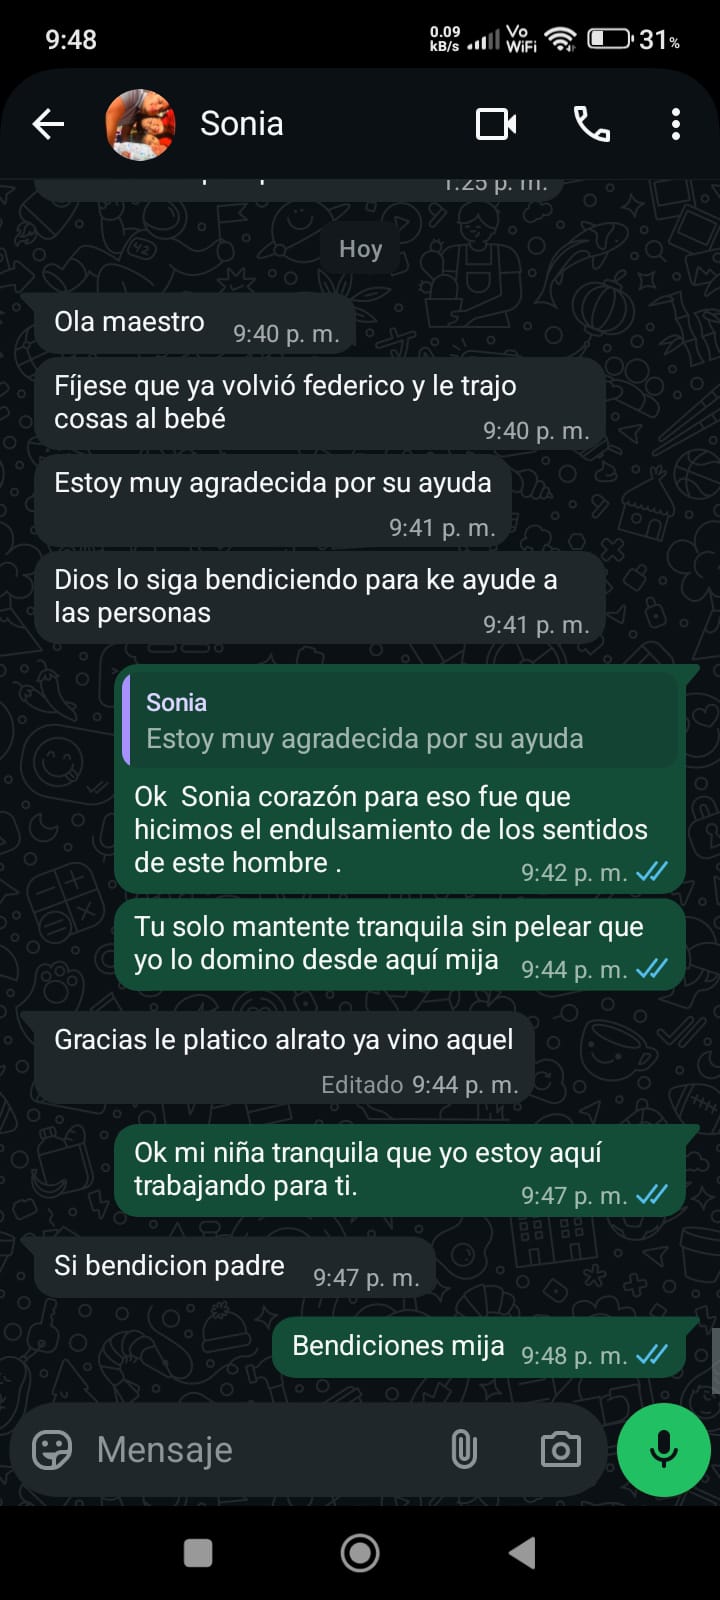 9:48
0.09
kB/s
Vo
WiFi
31%
Sonia
1:25 p. m.
Hoy
Ola maestro 9:40 p. m.
Fíjese que ya volvió federico y le trajo
cosas al bebé
9:40 p. m.
Estoy muy agradecida por su ayuda
9:41 p. m.
Dios lo siga bendiciendo para ke ayude a
las personas
9:41 p. m.
Sonia
Estoy muy agradecida por su ayuda
Ok Sonia corazón para eso fue que
hicimos el endulsamiento de los sentidos
de este hombre . 9:42 p. m.
Tu solo mantente tranquila sin pelear que
yo lo domino desde aquí mija 9:44 p. m.
Gracias le platico alrato ya vino aquel
Editado 9:44 p. m.
Ok mi niña tranquila que yo estoy aquí
trabajando para ti. 9:47 p. m.
Si bendicion padre 9:47 p. m.
Bendiciones mija 9:48 p. m.
Mensaje